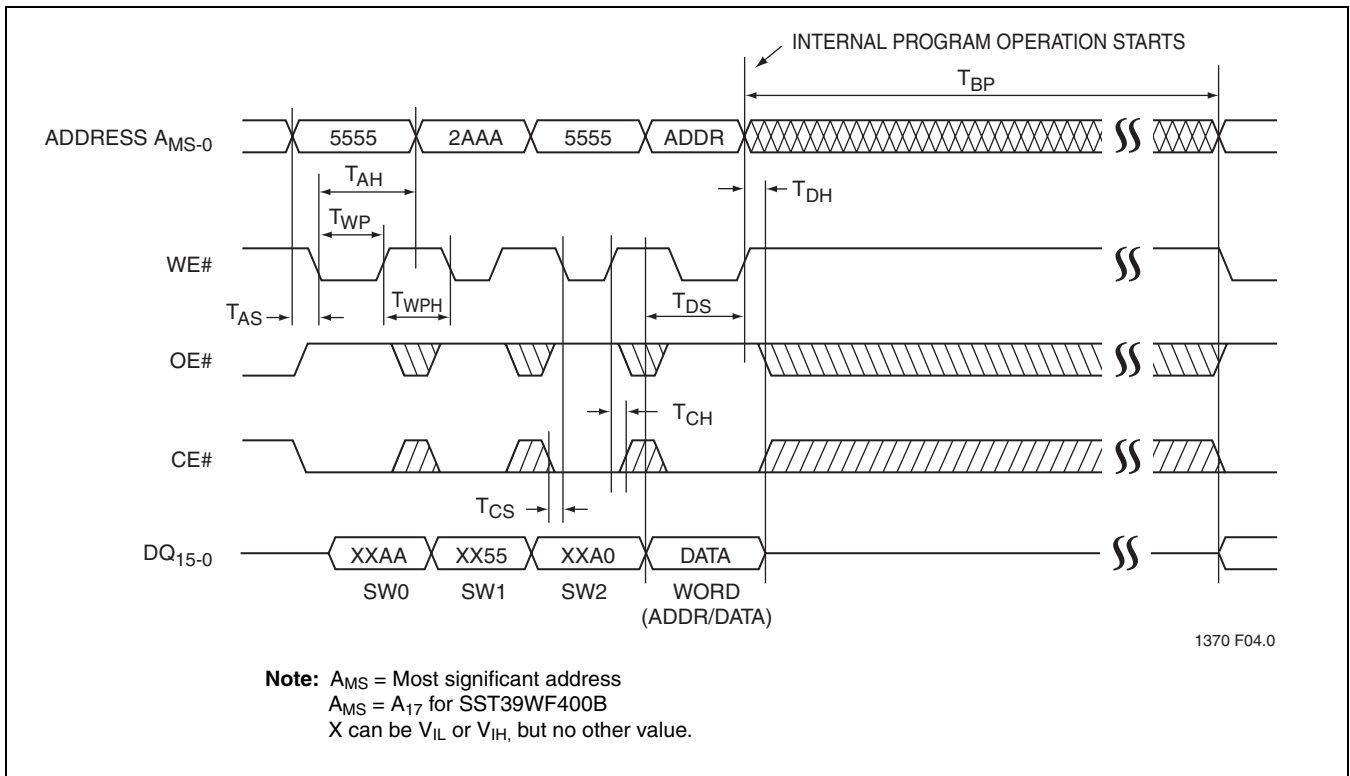 INTERNAL PROGRAM OPERATION STARTS
TBP
ADDRESS AMS-0
5555 2AAA 5555 ADDR
TAH
TDH
TWP
WE#
TWPH
TDS
TAS
OE#
TCH
CE#
TCS
DQ15-0
XXAA XX55 XXA0 DATA
SW0 SW1 SW2 WORD
(ADDR/DATA)
1370 F04.0
Note: AMS = Most significant address
AMS = A17 for SST39WF400B
X can be VIL or VIH, but no other value.